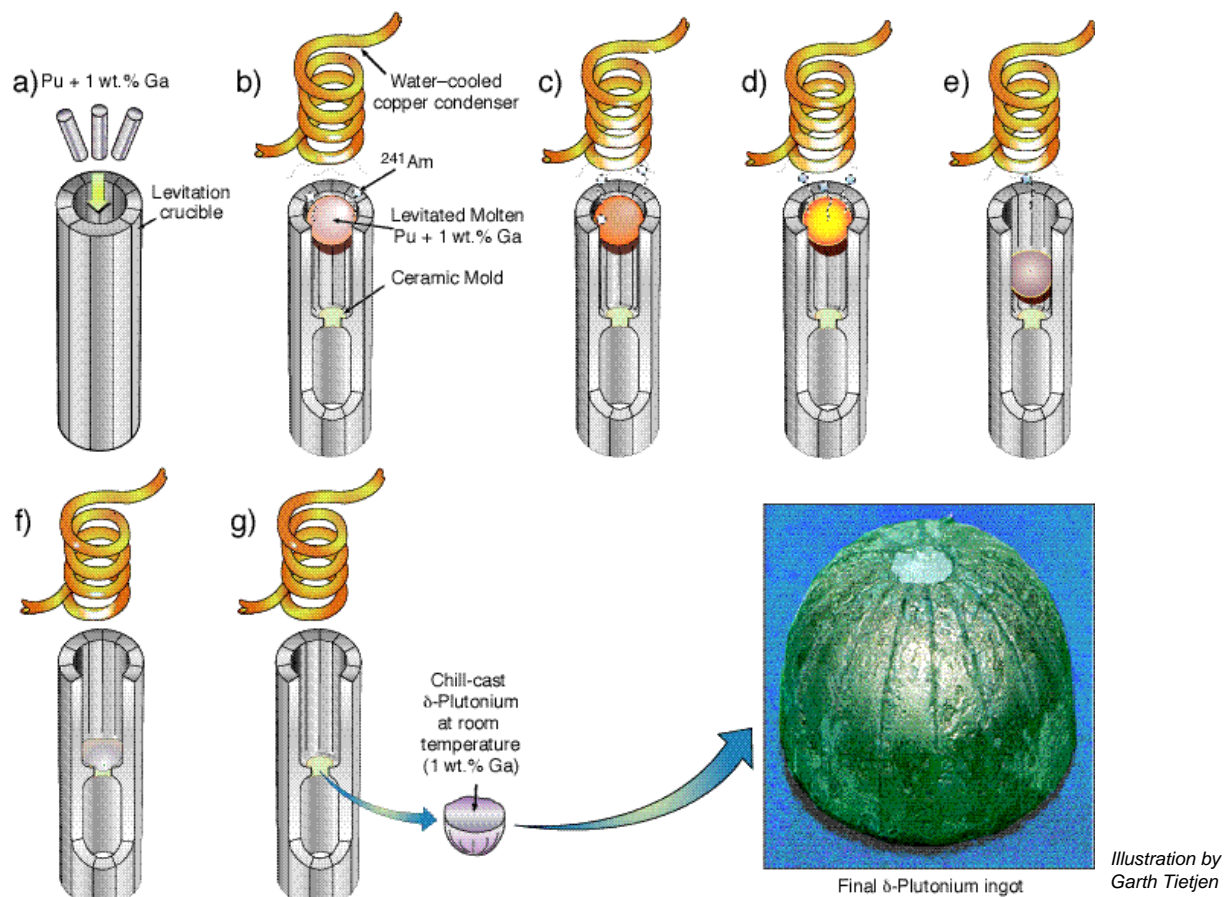 a)
Pu + 1 wt.% Ga
Levitation
crucible
b)
Water–cooled
copper condenser
241Am
Levitated Molten
Pu + 1 wt.% Ga
Ceramic Mold
c)
d)
e)
f)
g)
Chill-cast
δ-Plutonium
at room
temperature
(1 wt.% Ga)
Final δ-Plutonium ingot
Illustration by
Garth Tietjen